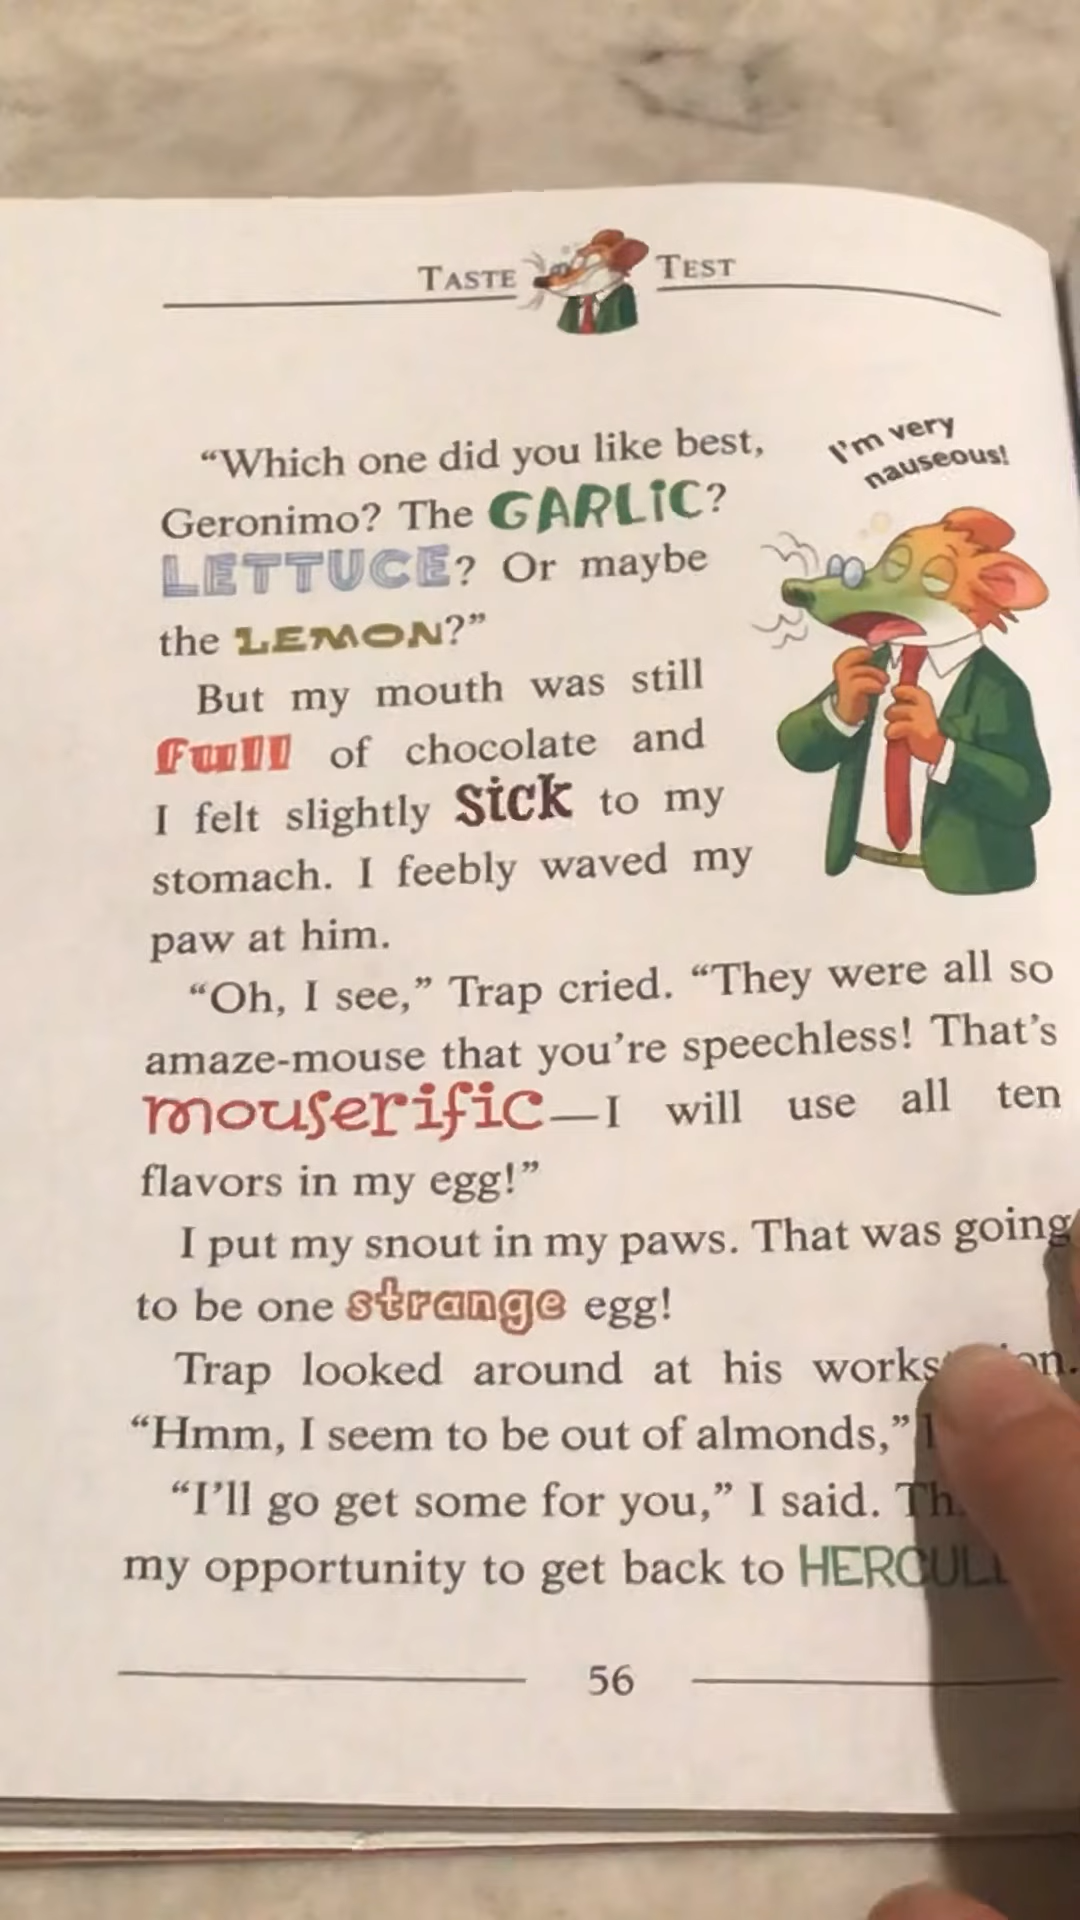 TASTE TEST
I'm very
nauseous!
“Which one did you like best,
Geronimo? The GARLIC?
LETTUCE? Or maybe
the LEMON?”
But my mouth was still
full of chocolate and
I felt slightly sick to my
stomach. I feebly waved my
paw at him.
“Oh, I see,” Trap cried. “They were all so
amaze-mouse that you’re speechless! That’s
mouserific—I will use all ten
flavors in my egg!”
I put my snout in my paws. That was going
to be one strange egg!
Trap looked around at his
“Hmm, I seem to be out of almonds,”
“I’ll go get some for you,” I said.
my opportunity to get back to
56